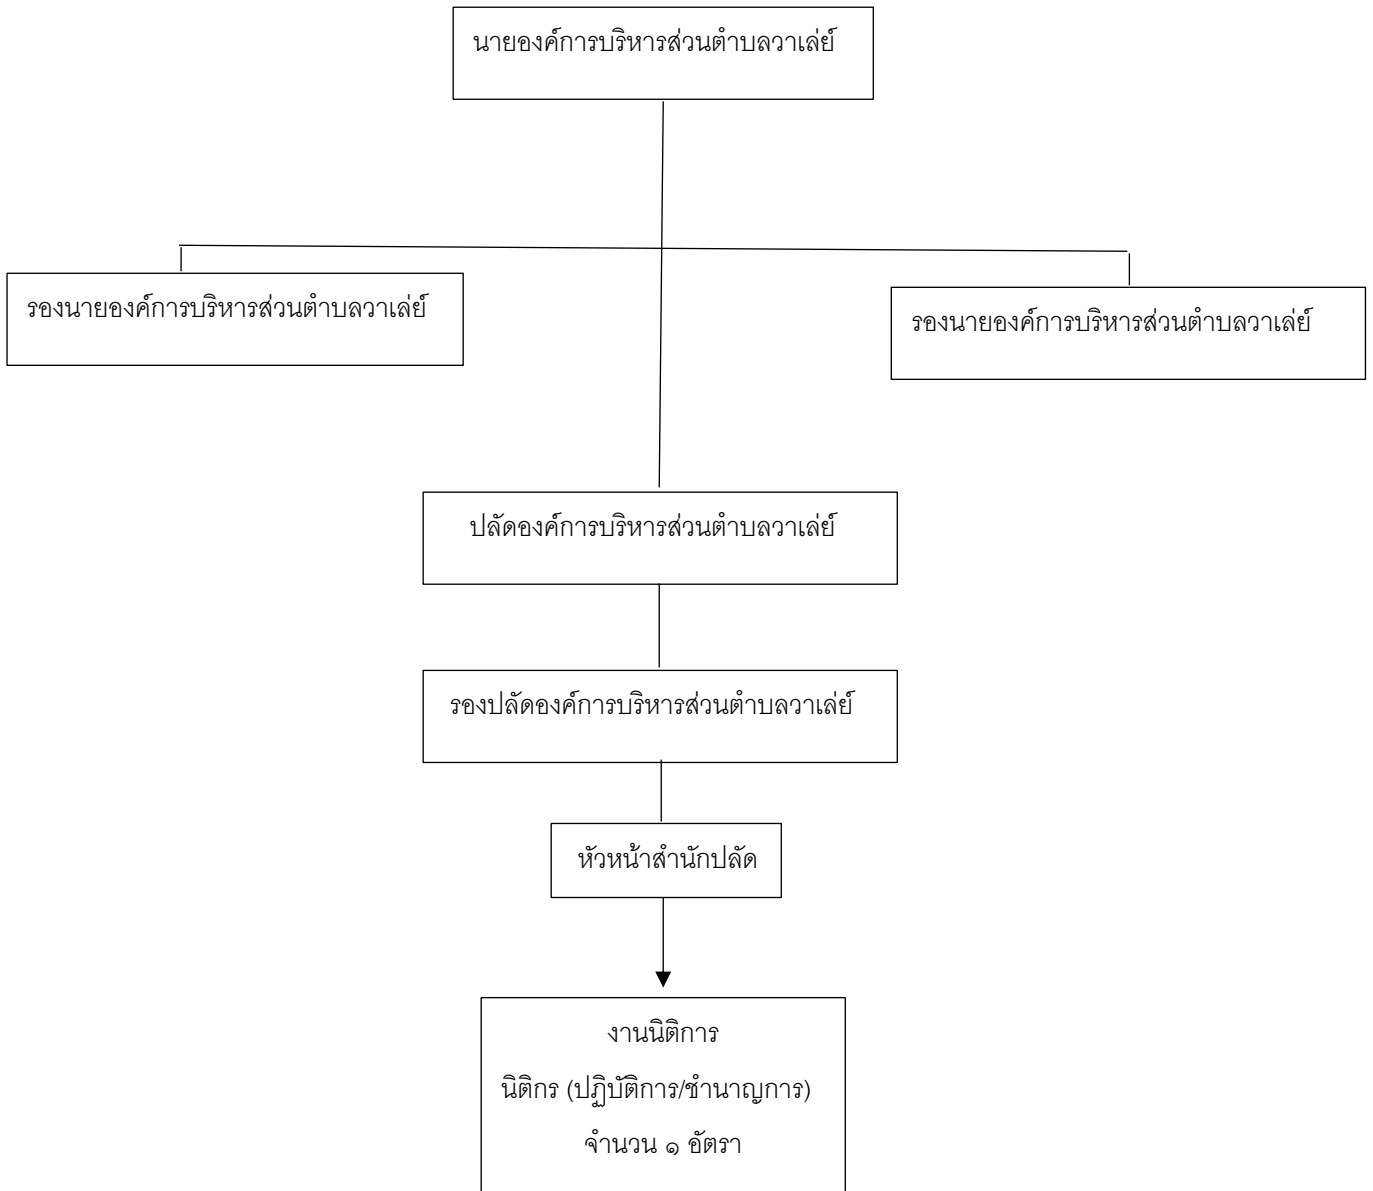 นายองค์การบริหารส่วนตำบลวาเล่ย์
รองนายองค์การบริหารส่วนตำบลวาเล่ย์
รองนายองค์การบริหารส่วนตำบลวาเล่ย์
ปลัดองค์การบริหารส่วนตำบลวาเล่ย์
รองปลัดองค์การบริหารส่วนตำบลวาเล่ย์
หัวหน้าสำนักปลัด
งานนิติการ
นิติกร (ปฏิบัติการ/ชำนาญการ)
จำนวน ๑ อัตรา